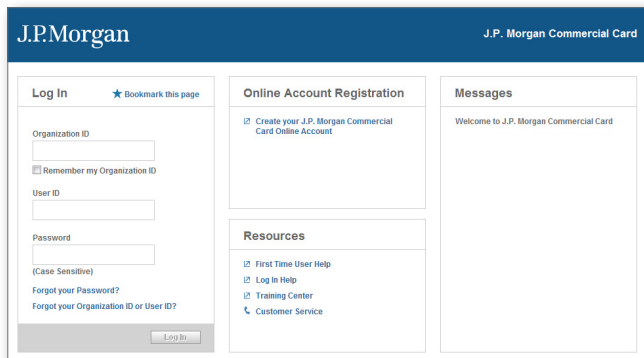 J.P.Morgan
J.P. Morgan Commercial Card
Log In
Bookmark this page
Organization ID
Remember my Organization ID
User ID
Password
(Case Sensitive)
Forgot your Password?
Forgot your Organization ID or User ID?
Log In
Online Account Registration
Create your J.P. Morgan Commercial
Card Online Account
Resources
First Time User Help
Log In Help
Training Center
Customer Service
Messages
Welcome to J.P. Morgan Commercial Card